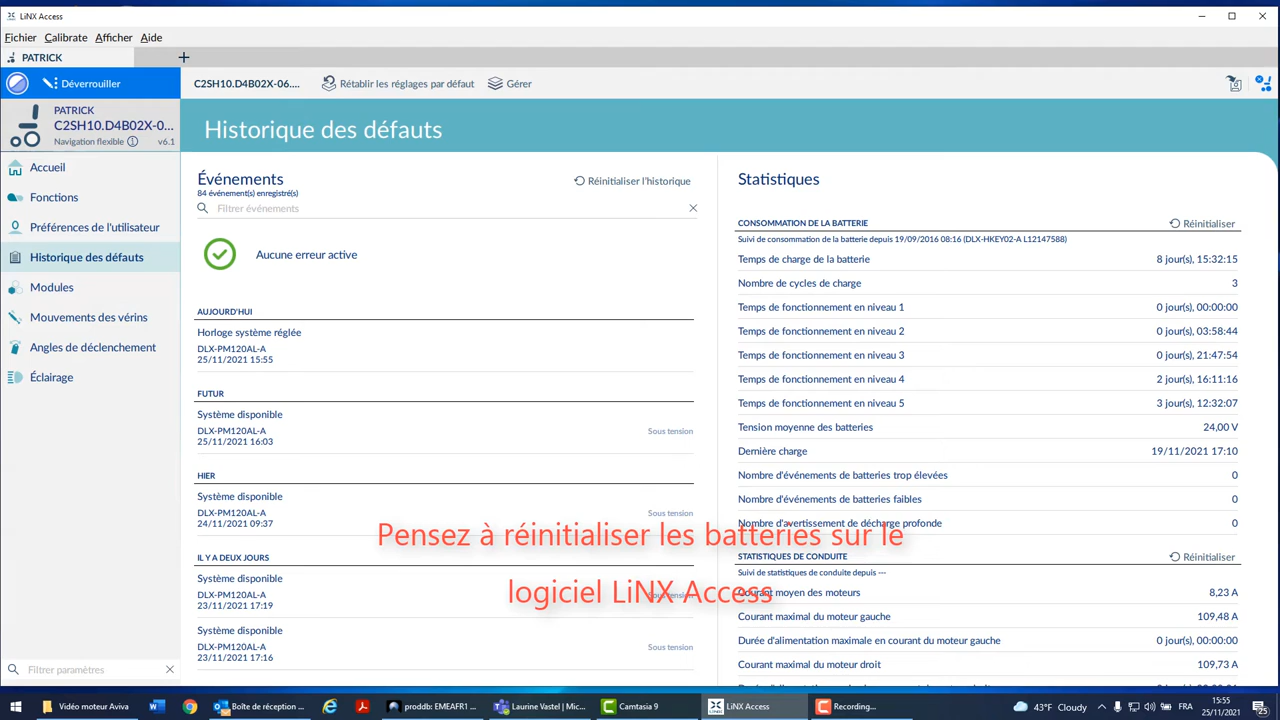 LiNX Access
Fichier Calibrate Afficher Aide
PATRICK
Déverrouiller
C2SH10.D4B02X-06....
Rétablir les réglages par défaut
Gérer
PATRICK
C2SH10.D4B02X-0...
Navigation flexible
v6.1
Accueil
Fonctions
Préférences de l'utilisateur
Historique des défauts
Modules
Mouvements des vérins
Angles de déclenchement
Éclairage
Filtrer paramètres
Historique des défauts
Événements
84 événement(s) enregistré(s)
Réinitialiser l'historique
Filtrer événements
Aucune erreur active
AUJOURD'HUI
Horloge système réglée
DLX-PM120AL-A
25/11/2021 15:55
FUTUR
Système disponible
DLX-PM120AL-A
Sous tension
25/11/2021 16:03
HIER
Système disponible
DLX-PM120AL-A
Sous tension
24/11/2021 09:37
IL Y A DEUX JOURS
Système disponible
DLX-PM120AL-A
Sous tension
23/11/2021 17:19
Système disponible
DLX-PM120AL-A
Sous tension
23/11/2021 17:16
Statistiques
CONSOMMATION DE LA BATTERIE
Réinitialiser
Suivi de consommation de la batterie depuis 19/09/2016 08:16 (DLX-HKEY02-A L12147588)
Temps de charge de la batterie 8 jour(s), 15:32:15
Nombre de cycles de charge 3
Temps de fonctionnement en niveau 1 0 jour(s), 00:00:00
Temps de fonctionnement en niveau 2 0 jour(s), 03:58:44
Temps de fonctionnement en niveau 3 0 jour(s), 21:47:54
Temps de fonctionnement en niveau 4 2 jour(s), 16:11:16
Temps de fonctionnement en niveau 5 3 jour(s), 12:32:07
Tension moyenne des batteries 24,00 V
Dernière charge 19/11/2021 17:10
Nombre d'événements de batteries trop élevées 0
Nombre d'événements de batteries faibles 0
Nombre d'avertissement de décharge profonde 0
STATISTIQUES DE CONDUITE
Réinitialiser
Suivi de statistiques de conduite depuis ---
Courant moyen des moteurs 8,23 A
Courant maximal du moteur gauche 109,48 A
Durée d'alimentation maximale en courant du moteur gauche 0 jour(s), 00:00:00
Courant maximal du moteur droit 109,73 A
Pensez à réinitialiser les batteries sur le
logiciel LiNX Access
Vidéo moteur Aviva
Boîte de réception ...
proddb: EMEAFR1 ...
Laurine Vastel | Mic...
Camtasia 9
LiNX Access
Recording...
43°F Cloudy
15:55
25/11/2021
25